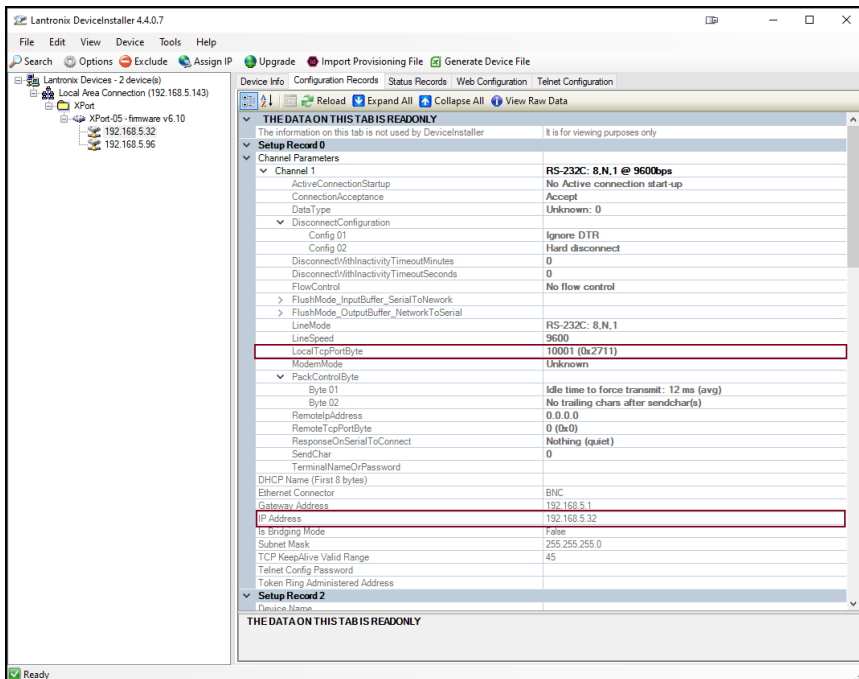 Lantronix DeviceInstaller 4.4.0.7
File Edit View Device Tools Help
Search Options Exclude Assign IP Upgrade Import Provisioning File Generate Device File
Lantronix Devices - 2 device(s)
Local Area Connection (192.168.5.143)
XPort
XPort-05 - firmware v6.10
192.168.5.32
192.168.5.96
Device Info Configuration Records Status Records Web Configuration Telnet Configuration
Reload Expand All Collapse All View Raw Data
THE DATA ON THIS TAB IS READONLY
The information on this tab is not used by DeviceInstaller It is for viewing purposes only
Setup Record 0
Channel Parameters
Channel 1 RS-232C: 8,N,1 @ 9600bps
ActiveConnectionStartup No Active connection start-up
ConnectionAcceptance Accept
DataType Unknown: 0
DisconnectConfiguration
Config 01 Ignore DTR
Config 02 Hard disconnect
DisconnectWithInactivityTimeoutMinutes 0
DisconnectWithInactivityTimeoutSeconds 0
FlowControl No flow control
FlushMode_InputBuffer_SerialToNework
FlushMode_OutputBuffer_NetworkToSerial
LineMode RS-232C: 8,N,1
LineSpeed 9600
LocalTcpPortByte 10001 (0x2711)
ModemMode Unknown
PackControlByte
Byte 01 Idle time to force transmit: 12 ms (avg)
Byte 02 No trailing chars after sendchar(s)
RemoteIpAddress 0.0.0.0
RemoteTcpPortByte 0 (0x0)
ResponseOnSerialToConnect Nothing (quiet)
SendChar 0
TerminalNameOrPassword
DHCP Name (First 8 bytes)
Ethernet Connector BNC
Gateway Address 192.168.5.1
IP Address 192.168.5.32
Is Bridging Mode False
Subnet Mask 255.255.255.0
TCP KeepAlive Valid Range 45
Telnet Config Password
Token Ring Administered Address
Setup Record 2
Device Name
THE DATA ON THIS TAB IS READONLY
Ready